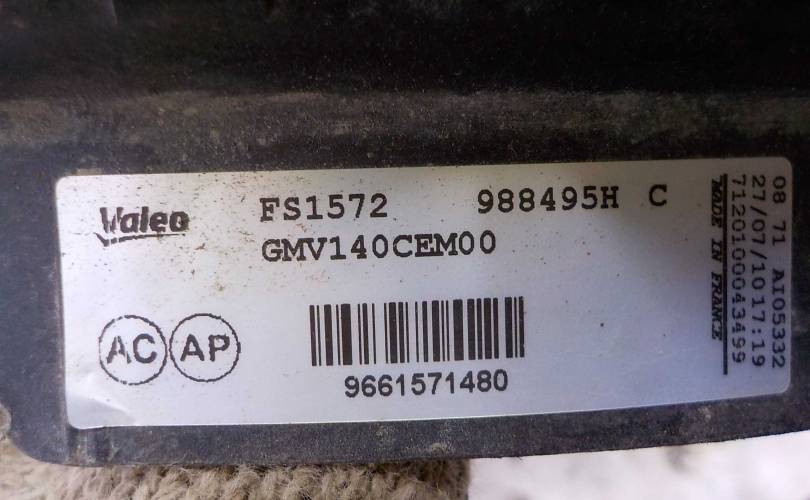 Valeo FS1572 988495H C
GMV140CEM00
AC AP
9661571480
08 71 AI05332
27/07/10 17:19
7120100043499
MADE IN FRANCE